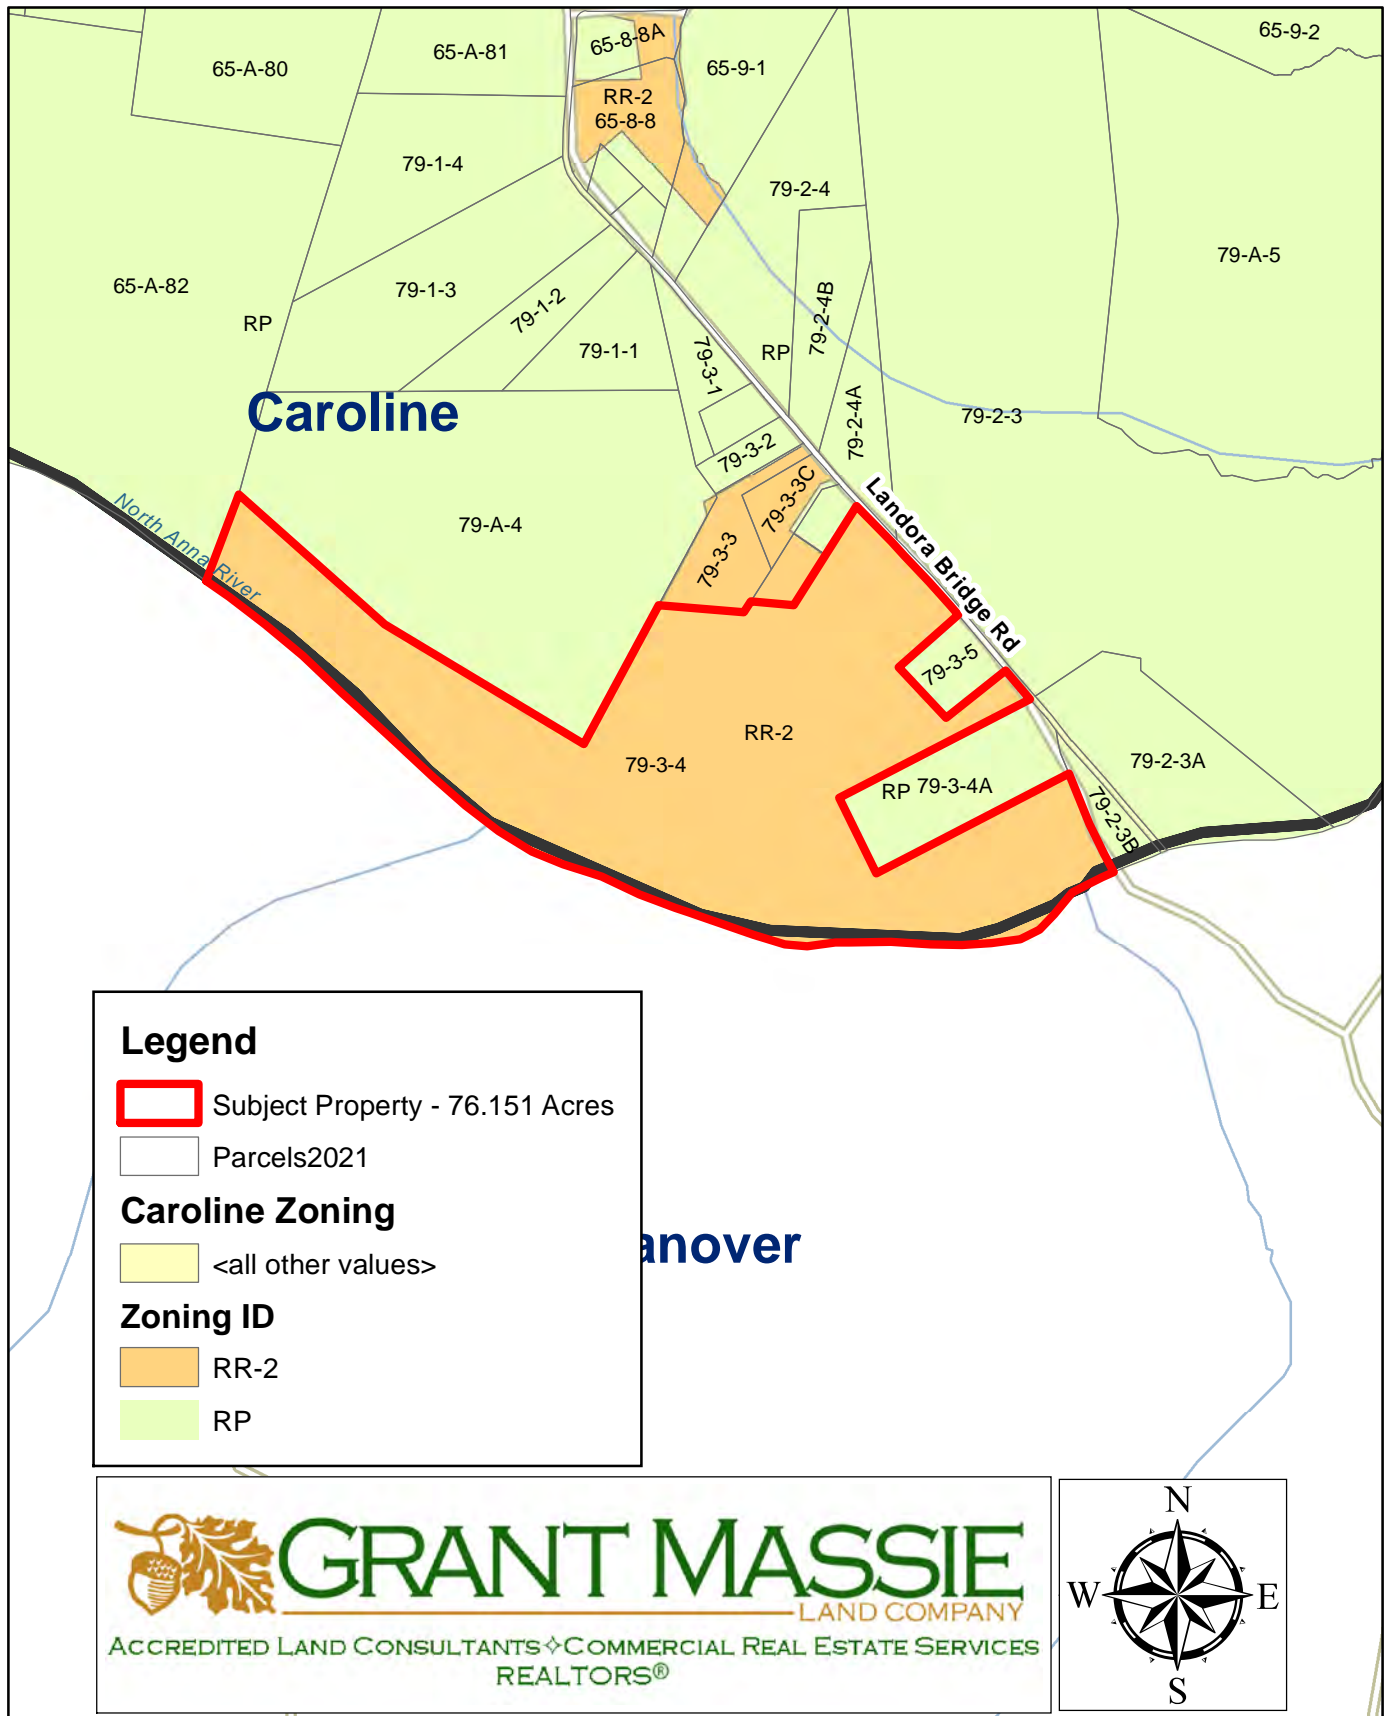 65-8-8A
65-9-2
65-A-81
65-A-80
65-9-1
RR-2
65-8-8
79-1-4
79-2-4
79-A-5
65-A-82
79-1-3
79-1-2
79-2-4B
RP
79-1-1
79-3-1
RP
Caroline
79-2-4A
79-2-3
79-3-2
79-3-3C
79-A-4
Landora Bridge Rd
North Anna River
79-3-3
79-3-5
RR-2
79-3-4
79-2-3A
RP 79-3-4A
79-2-3B
Legend
Subject Property - 76.151 Acres
Parcels2021
Caroline Zoning
<all other values>
anover
Zoning ID
RR-2
RP
GRANT MASSIE
LAND COMPANY
ACCREDITED LAND CONSULTANTS✧COMMERCIAL REAL ESTATE SERVICES
REALTORS®
N
W
E
S